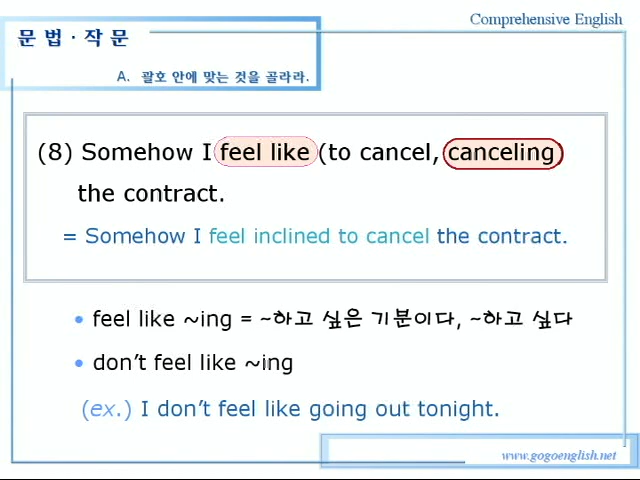 Comprehensive English
문 법 · 작 문
A. 괄호 안에 맞는 것을 골라라.
(8) Somehow I feel like (to cancel, canceling)
the contract.
= Somehow I feel inclined to cancel the contract.
• feel like ~ing = ~하고 싶은 기분이다, ~하고 싶다
• don't feel like ~ing
(ex.) I don't feel like going out tonight.
www.gogoenglish.net